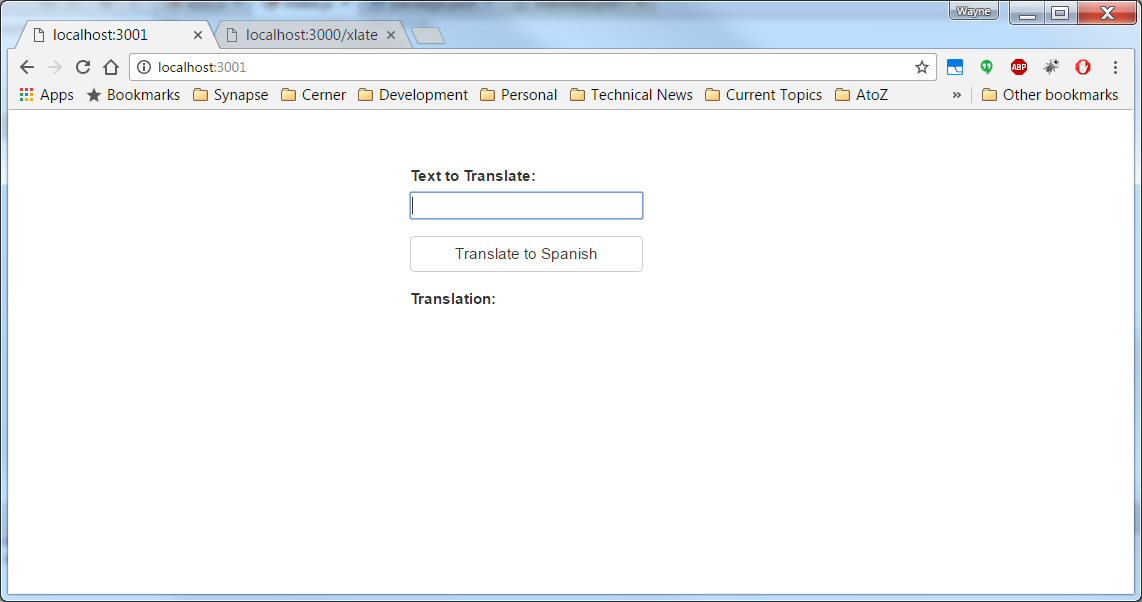 Wayne
localhost:3001 localhost:3000/xlate
localhost:3001
Apps Bookmarks Synapse Cerner Development Personal Technical News Current Topics AtoZ » Other bookmarks
ABP
Text to Translate:
Translate to Spanish
Translation: